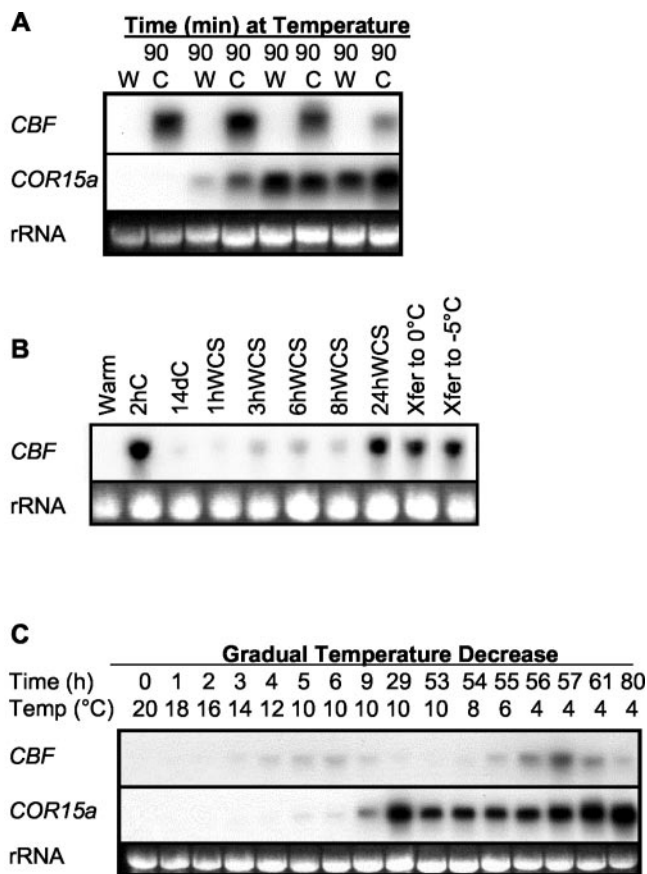 A
Time (min) at Temperature
90 90 90 90 90 90 90
W C W C W C W C
CBF
COR15a
rRNA
B
Warm
2hC
14dC
1hWCS
3hWCS
6hWCS
8hWCS
24hWCS
Xfer to 0°C
Xfer to -5°C
CBF
rRNA
C
Gradual Temperature Decrease
Time (h) 0 1 2 3 4 5 6 9 29 53 54 55 56 57 61 80
Temp (°C) 20 18 16 14 12 10 10 10 10 10 8 6 4 4 4 4
CBF
COR15a
rRNA